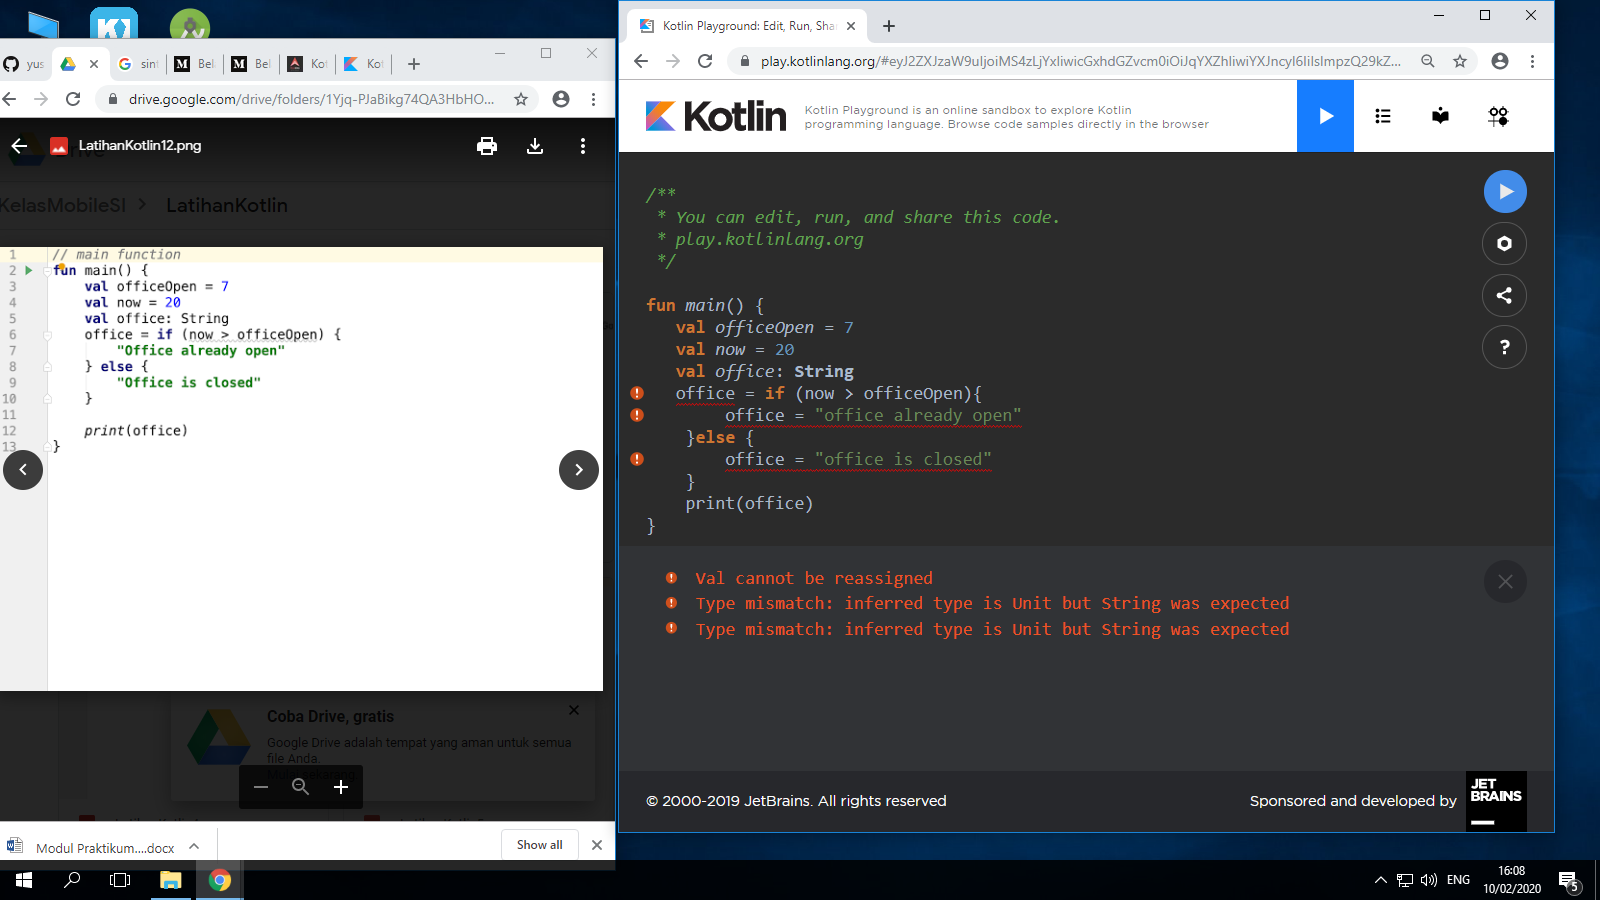 yus
sin
Bel
Bel
Kot
Kot
drive.google.com/drive/folders/1Yjq-PJaBikg74QA3HbHO...
LatihanKotlin12.png
KelasMobileSI > LatihanKotlin
1 // main function
2 fun main() {
3 val officeOpen = 7
4 val now = 20
5 val office: String
6 office = if (now > officeOpen) {
7 "Office already open"
8 } else {
9 "Office is closed"
10 }
11
12 print(office)
13 }
Coba Drive, gratis
Google Drive adalah tempat yang aman untuk semua
file Anda.
Modul Praktikum....docx
Show all
Kotlin Playground: Edit, Run, Sha
play.kotlinlang.org/#eyJ2ZXJzaW9uIjoiMS4zLjYxIiwicGxhdGZvcm0iOiJqYXZhIiwiYXJncyI6IiIsImpzQ29kZ...
Kotlin
Kotlin Playground is an online sandbox to explore Kotlin
programming language. Browse code samples directly in the browser
/**
* You can edit, run, and share this code.
* play.kotlinlang.org
*/
fun main() {
val officeOpen = 7
val now = 20
val office: String
office = if (now > officeOpen){
office = "office already open"
}else {
office = "office is closed"
}
print(office)
}
Val cannot be reassigned
Type mismatch: inferred type is Unit but String was expected
Type mismatch: inferred type is Unit but String was expected
© 2000-2019 JetBrains. All rights reserved
Sponsored and developed by
JET
BRAINS
ENG
16:08
10/02/2020
5